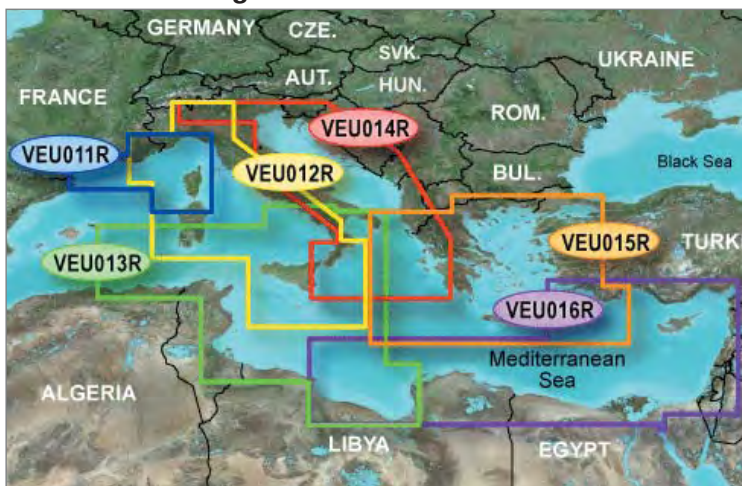 GERMANY
CZE.
SVK.
UKRAINE
AUT.
HUN.
FRANCE
ROM.
VEU014R
VEU011R
VEU012R
BUL.
Black Sea
VEU015R
TURK
VEU013R
VEU016R
Mediterranean
Sea
ALGERIA
LIBYA
EGYPT